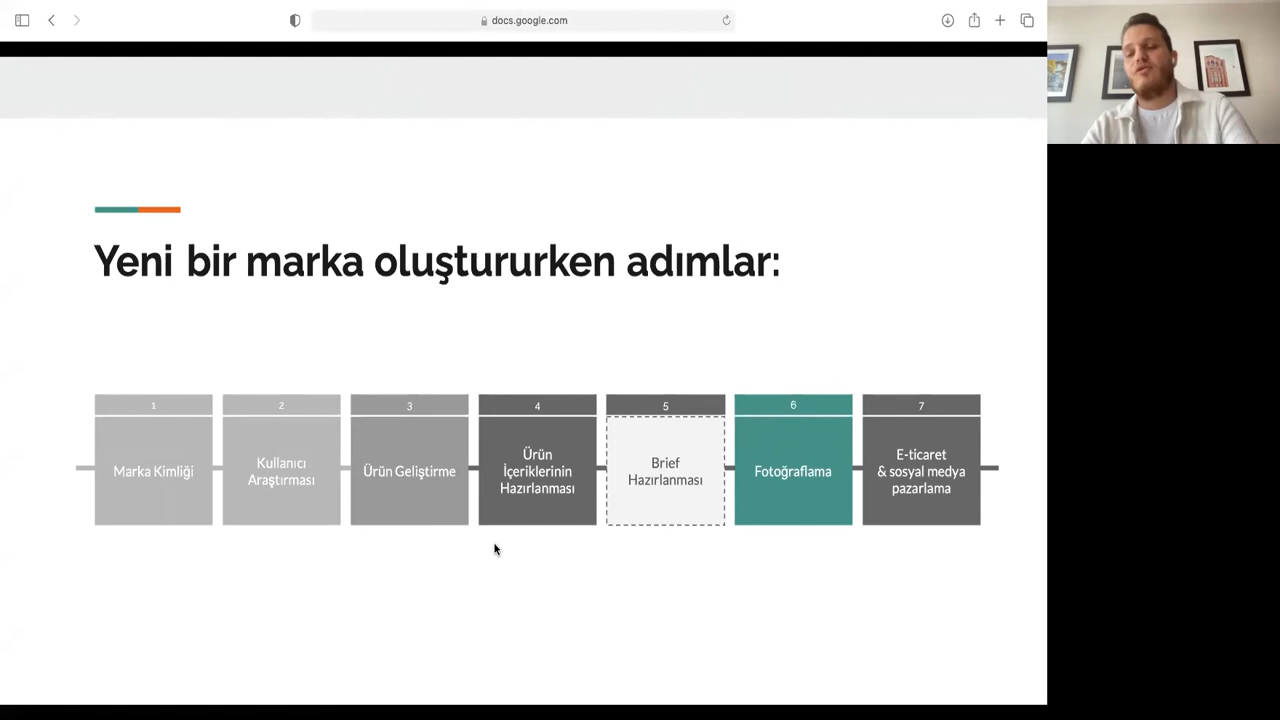 docs.google.com
Yeni bir marka oluştururken adımlar:
1
Marka Kimliği
2
Kullanıcı
Araştırması
3
Ürün Geliştirme
4
Ürün
İçeriklerinin
Hazırlanması
5
Brief
Hazırlanması
6
Fotoğraflama
7
E-ticaret
& sosyal medya
pazarlama